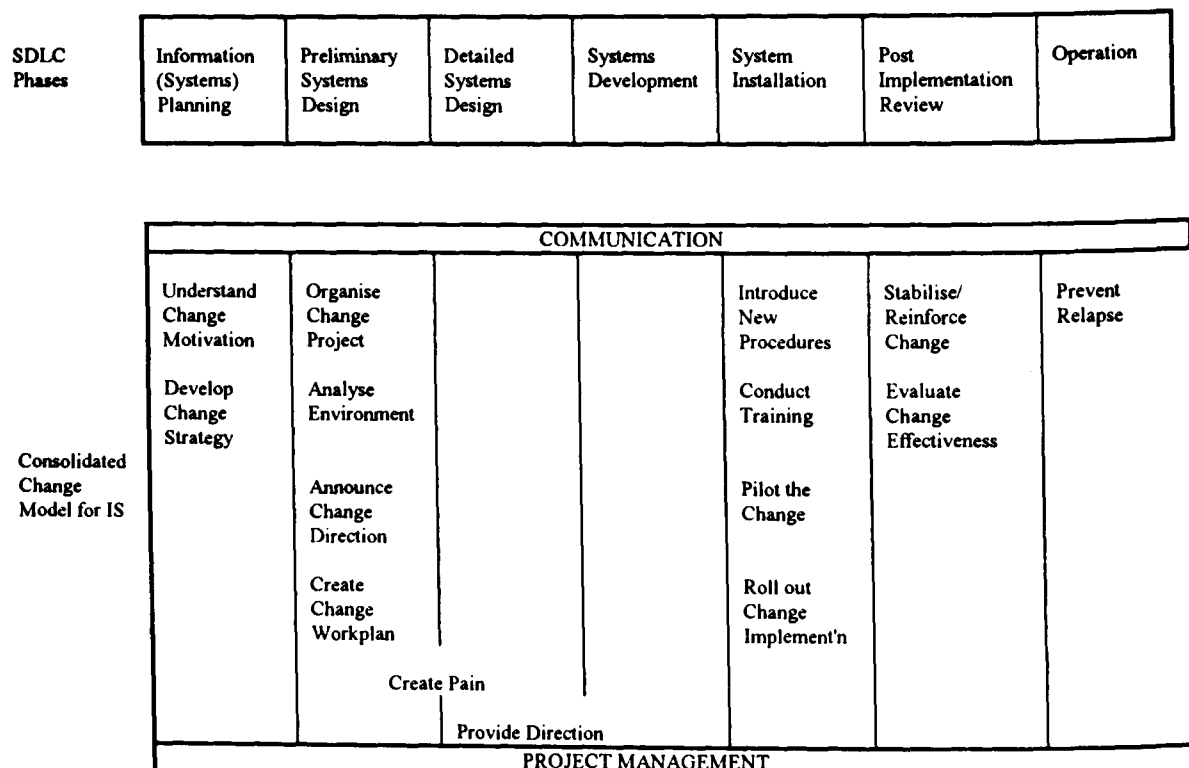 SDLC
Phases
Information
(Systems)
Planning
Preliminary
Systems
Design
Detailed
Systems
Design
Systems
Development
System
Installation
Post
Implementation
Review
Operation
COMMUNICATION
Consolidated
Change
Model for IS
Understand
Change
Motivation
Develop
Change
Strategy
Organise
Change
Project
Analyse
Environment
Announce
Change
Direction
Create
Change
Workplan
Create Pain
Provide Direction
Introduce
New
Procedures
Conduct
Training
Pilot the
Change
Roll out
Change
Implement'n
Stabilise/
Reinforce
Change
Evaluate
Change
Effectiveness
Prevent
Relapse
PROJECT MANAGEMENT